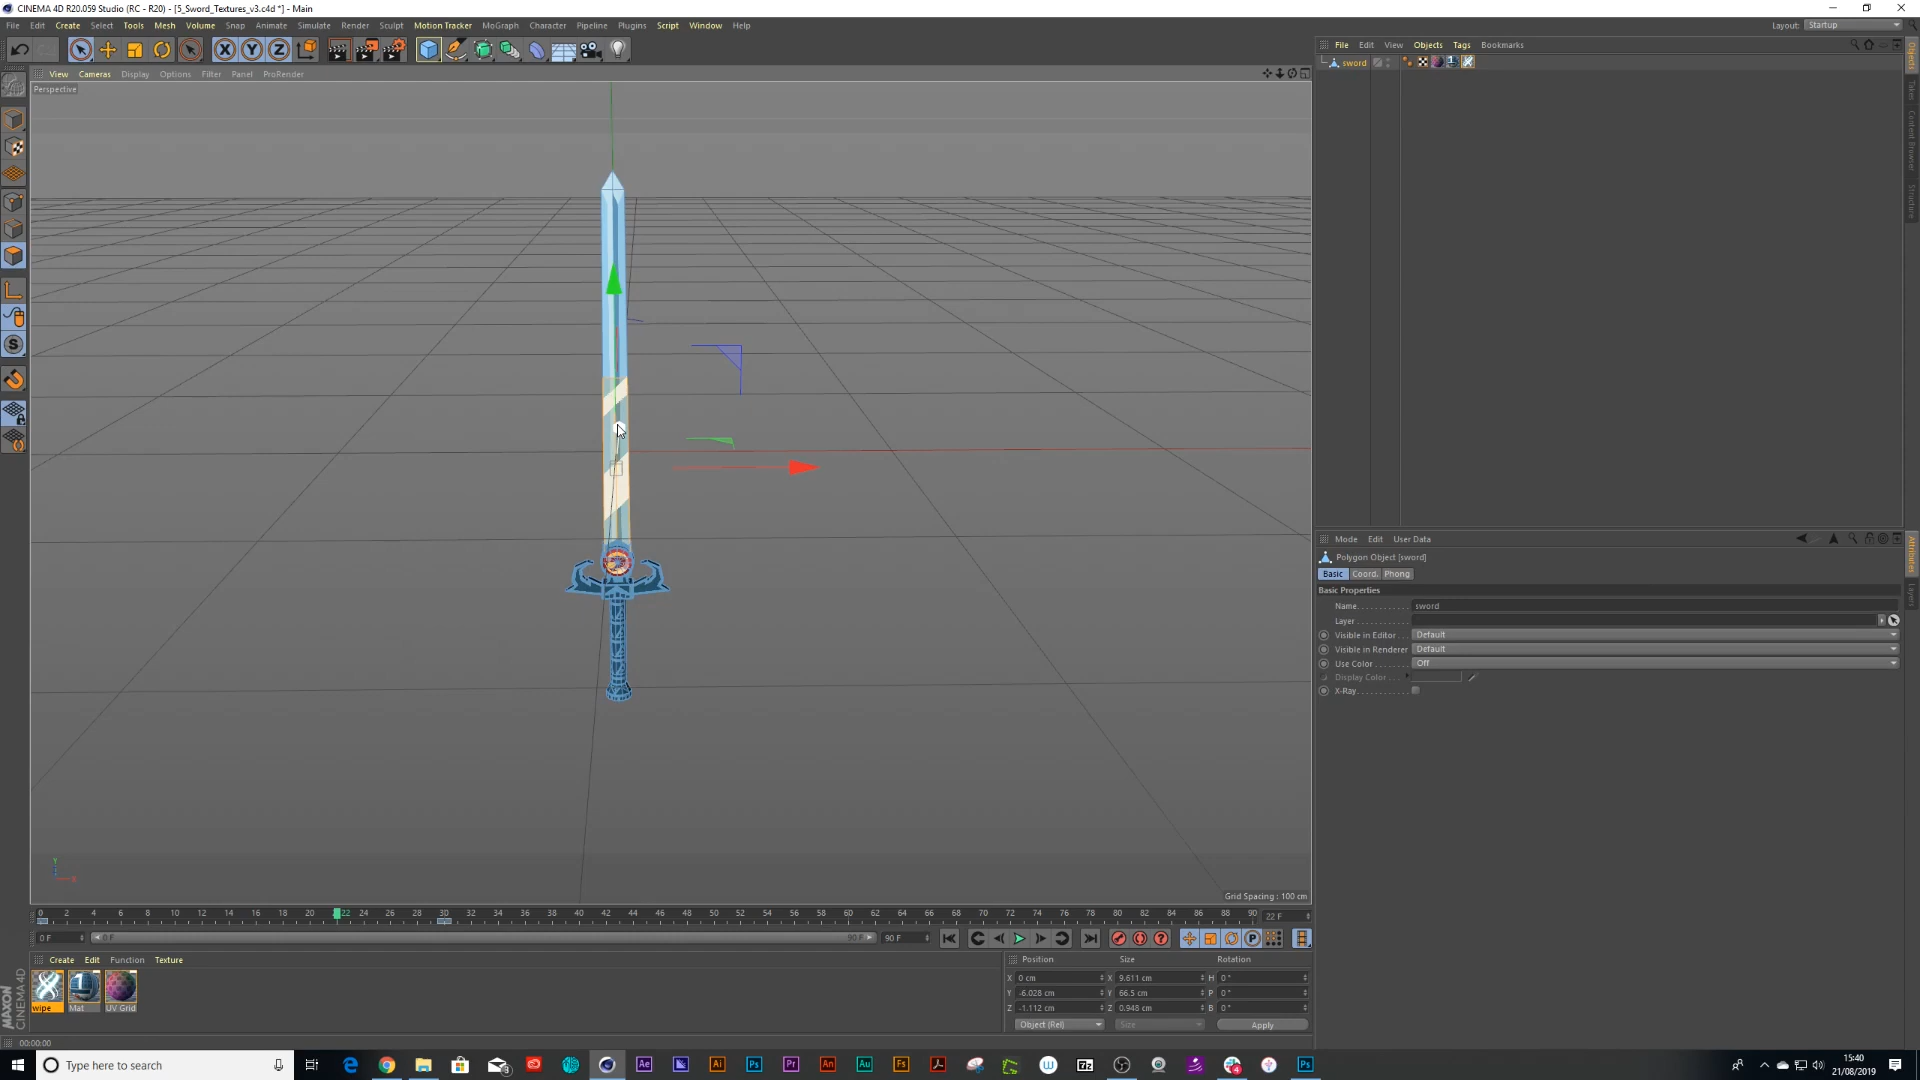 CINEMA 4D R20.059 Studio (RC - R20) - [5_Sword_Textures_v3.c4d *] - Main
File Edit Create Select Tools Mesh Volume Snap Animate Simulate Render Sculpt Motion Tracker MoGraph Character Pipeline Plugins Script Window Help
Layout: Startup
File Edit View Objects Tags Bookmarks
View Cameras Display Options Filter Panel ProRender
sword
Perspective
Objects
Takes
Content Browser
Structure
Mode Edit User Data
Polygon Object [sword]
Basic Coord. Phong
Basic Properties
Name sword
Layer
Visible in Editor Default
Visible in Renderer Default
Use Color Off
Display Color
X-Ray
Attributes
Layers
Y
X
Grid Spacing : 100 cm
0 2 4 6 8 10 12 14 16 18 20 22 24 26 28 30 32 34 36 38 40 42 44 46 48 50 52 54 56 58 60 62 64 66 68 70 72 74 76 78 80 82 84 86 88 90 22 F
0 F 0 F 90 F 90 F
Create Edit Function Texture
wipe Mat UV Grid
Position Size Rotation
X 0 cm X 9.611 cm H 0 °
Y -6.028 cm Y 66.5 cm P 0 °
Z -1.112 cm Z 0.948 cm B 0 °
Object (Rel) Size Apply
MAXON CINEMA4D
00:00:00
Type here to search
15:40
21/08/2019